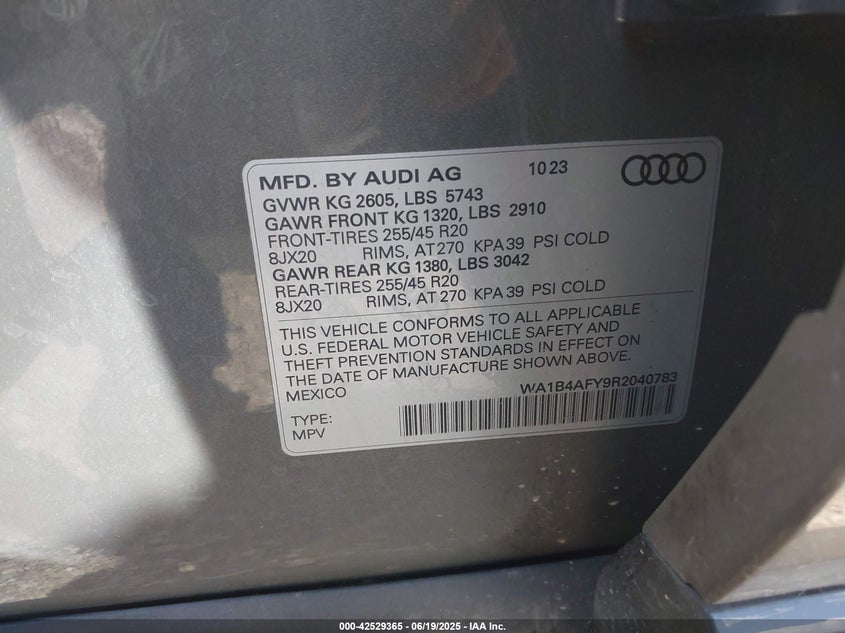 MFD. BY AUDI AG 10 23
GVWR KG 2605, LBS 5743
GAWR FRONT KG 1320, LBS 2910
FRONT-TIRES 255/45 R20
8JX20 RIMS, AT 270 KPA 39 PSI COLD
GAWR REAR KG 1380, LBS 3042
REAR-TIRES 255/45 R20
8JX20 RIMS, AT 270 KPA 39 PSI COLD
THIS VEHICLE CONFORMS TO ALL APPLICABLE
U.S. FEDERAL MOTOR VEHICLE SAFETY AND
THEFT PREVENTION STANDARDS IN EFFECT ON
THE DATE OF MANUFACTURE SHOWN ABOVE.
MEXICO WA1B4AFY9R2040783
TYPE:
MPV
000-42529365 - 06/19/2025 - IAA Inc.